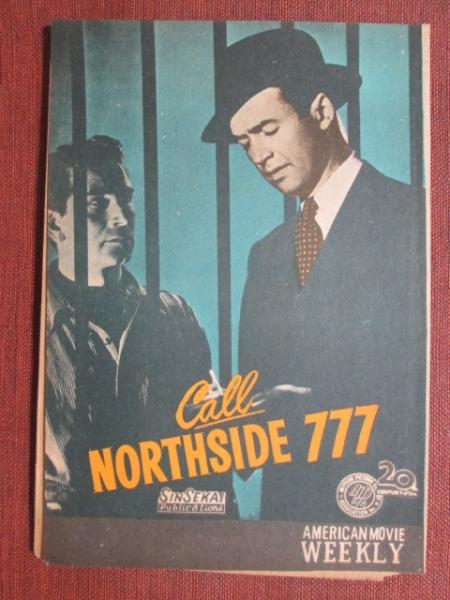 Call
NORTHSIDE 777
SINSEKAI
Publications
20
CENTURY-FOX
AMERICAN MOVIE
WEEKLY